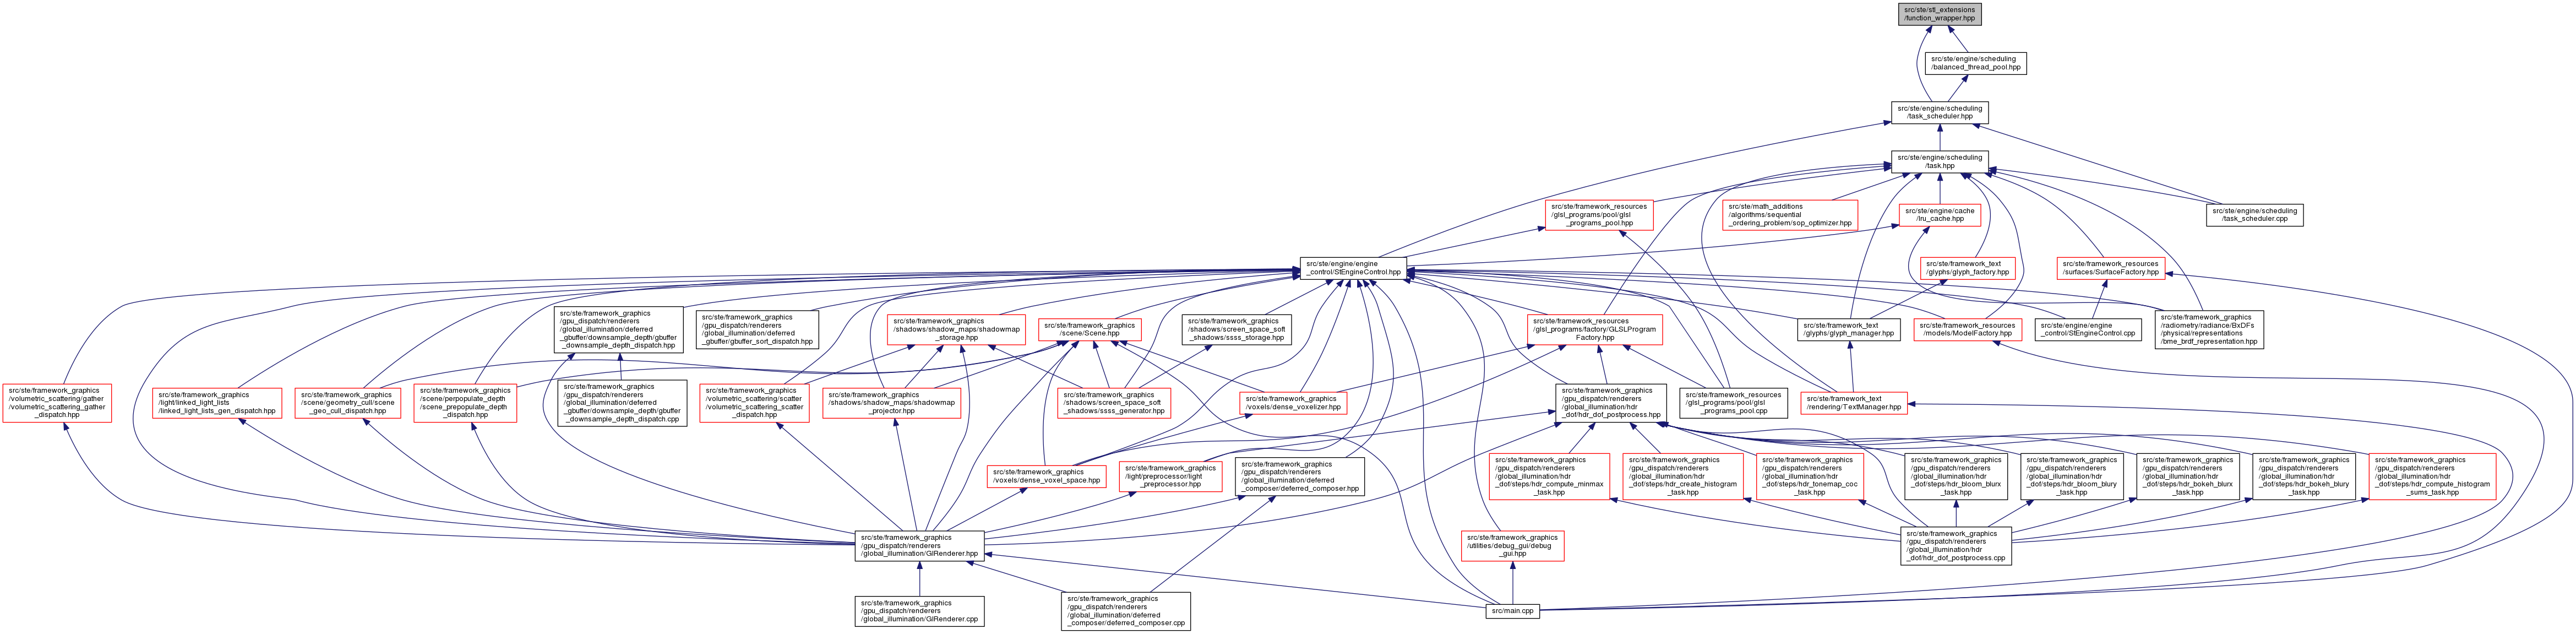 src/ste/stl_extensions
/function_wrapper.hpp
src/ste/engine/scheduling
/balanced_thread_pool.hpp
src/ste/engine/scheduling
/task_scheduler.hpp
src/ste/engine/scheduling
/task.hpp
src/ste/framework_resources
/glsl_programs/pool/glsl
_programs_pool.hpp
src/ste/math_additions
/algorithms/sequential
_ordering_problem/sop_optimizer.hpp
src/ste/engine/cache
/lru_cache.hpp
src/ste/engine/scheduling
/task_scheduler.cpp
src/ste/engine/engine
_control/StEngineControl.hpp
src/ste/framework_text
/glyphs/glyph_factory.hpp
src/ste/framework_resources
/surfaces/SurfaceFactory.hpp
src/ste/framework_graphics
/gpu_dispatch/renderers
/global_illumination/deferred
_gbuffer/downsample_depth/gbuffer
_downsample_depth_dispatch.hpp
src/ste/framework_graphics
/gpu_dispatch/renderers
/global_illumination/deferred
_gbuffer/gbuffer_sort_dispatch.hpp
src/ste/framework_graphics
/shadows/shadow_maps/shadowmap
_storage.hpp
src/ste/framework_graphics
/scene/Scene.hpp
src/ste/framework_graphics
/shadows/screen_space_soft
_shadows/ssss_storage.hpp
src/ste/framework_resources
/glsl_programs/factory/GLSLProgram
Factory.hpp
src/ste/framework_text
/glyphs/glyph_manager.hpp
src/ste/framework_resources
/models/ModelFactory.hpp
src/ste/engine/engine
_control/StEngineControl.cpp
src/ste/framework_graphics
/radiometry/radiance/BxDFs
/physical/representations
/bme_brdf_representation.hpp
src/ste/framework_graphics
/volumetric_scattering/gather
/volumetric_scattering_gather
_dispatch.hpp
src/ste/framework_graphics
/light/linked_light_lists
/linked_light_lists_gen_dispatch.hpp
src/ste/framework_graphics
/scene/geometry_cull/scene
_geo_cull_dispatch.hpp
src/ste/framework_graphics
/scene/perpopulate_depth
/scene_prepopulate_depth
_dispatch.hpp
src/ste/framework_graphics
/gpu_dispatch/renderers
/global_illumination/deferred
_gbuffer/downsample_depth/gbuffer
_downsample_depth_dispatch.cpp
src/ste/framework_graphics
/volumetric_scattering/scatter
/volumetric_scattering_scatter
_dispatch.hpp
src/ste/framework_graphics
/shadows/shadow_maps/shadowmap
_projector.hpp
src/ste/framework_graphics
/shadows/screen_space_soft
_shadows/ssss_generator.hpp
src/ste/framework_graphics
/voxels/dense_voxelizer.hpp
src/ste/framework_graphics
/gpu_dispatch/renderers
/global_illumination/hdr
_dof/hdr_dof_postprocess.hpp
src/ste/framework_resources
/glsl_programs/pool/glsl
_programs_pool.cpp
src/ste/framework_text
/rendering/TextManager.hpp
src/ste/framework_graphics
/voxels/dense_voxel_space.hpp
src/ste/framework_graphics
/light/preprocessor/light
_preprocessor.hpp
src/ste/framework_graphics
/gpu_dispatch/renderers
/global_illumination/deferred
_composer/deferred_composer.hpp
src/ste/framework_graphics
/gpu_dispatch/renderers
/global_illumination/hdr
_dof/steps/hdr_compute_minmax
_task.hpp
src/ste/framework_graphics
/gpu_dispatch/renderers
/global_illumination/hdr
_dof/steps/hdr_create_histogram
_task.hpp
src/ste/framework_graphics
/gpu_dispatch/renderers
/global_illumination/hdr
_dof/steps/hdr_tonemap_coc
_task.hpp
src/ste/framework_graphics
/gpu_dispatch/renderers
/global_illumination/hdr
_dof/steps/hdr_bloom_blurx
_task.hpp
src/ste/framework_graphics
/gpu_dispatch/renderers
/global_illumination/hdr
_dof/steps/hdr_bloom_blury
_task.hpp
src/ste/framework_graphics
/gpu_dispatch/renderers
/global_illumination/hdr
_dof/steps/hdr_bokeh_blurx
_task.hpp
src/ste/framework_graphics
/gpu_dispatch/renderers
/global_illumination/hdr
_dof/steps/hdr_bokeh_blury
_task.hpp
src/ste/framework_graphics
/gpu_dispatch/renderers
/global_illumination/hdr
_dof/steps/hdr_compute_histogram
_sums_task.hpp
src/ste/framework_graphics
/gpu_dispatch/renderers
/global_illumination/GIRenderer.hpp
src/ste/framework_graphics
/utilities/debug_gui/debug
_gui.hpp
src/ste/framework_graphics
/gpu_dispatch/renderers
/global_illumination/hdr
_dof/hdr_dof_postprocess.cpp
src/ste/framework_graphics
/gpu_dispatch/renderers
/global_illumination/GIRenderer.cpp
src/ste/framework_graphics
/gpu_dispatch/renderers
/global_illumination/deferred
_composer/deferred_composer.cpp
src/main.cpp